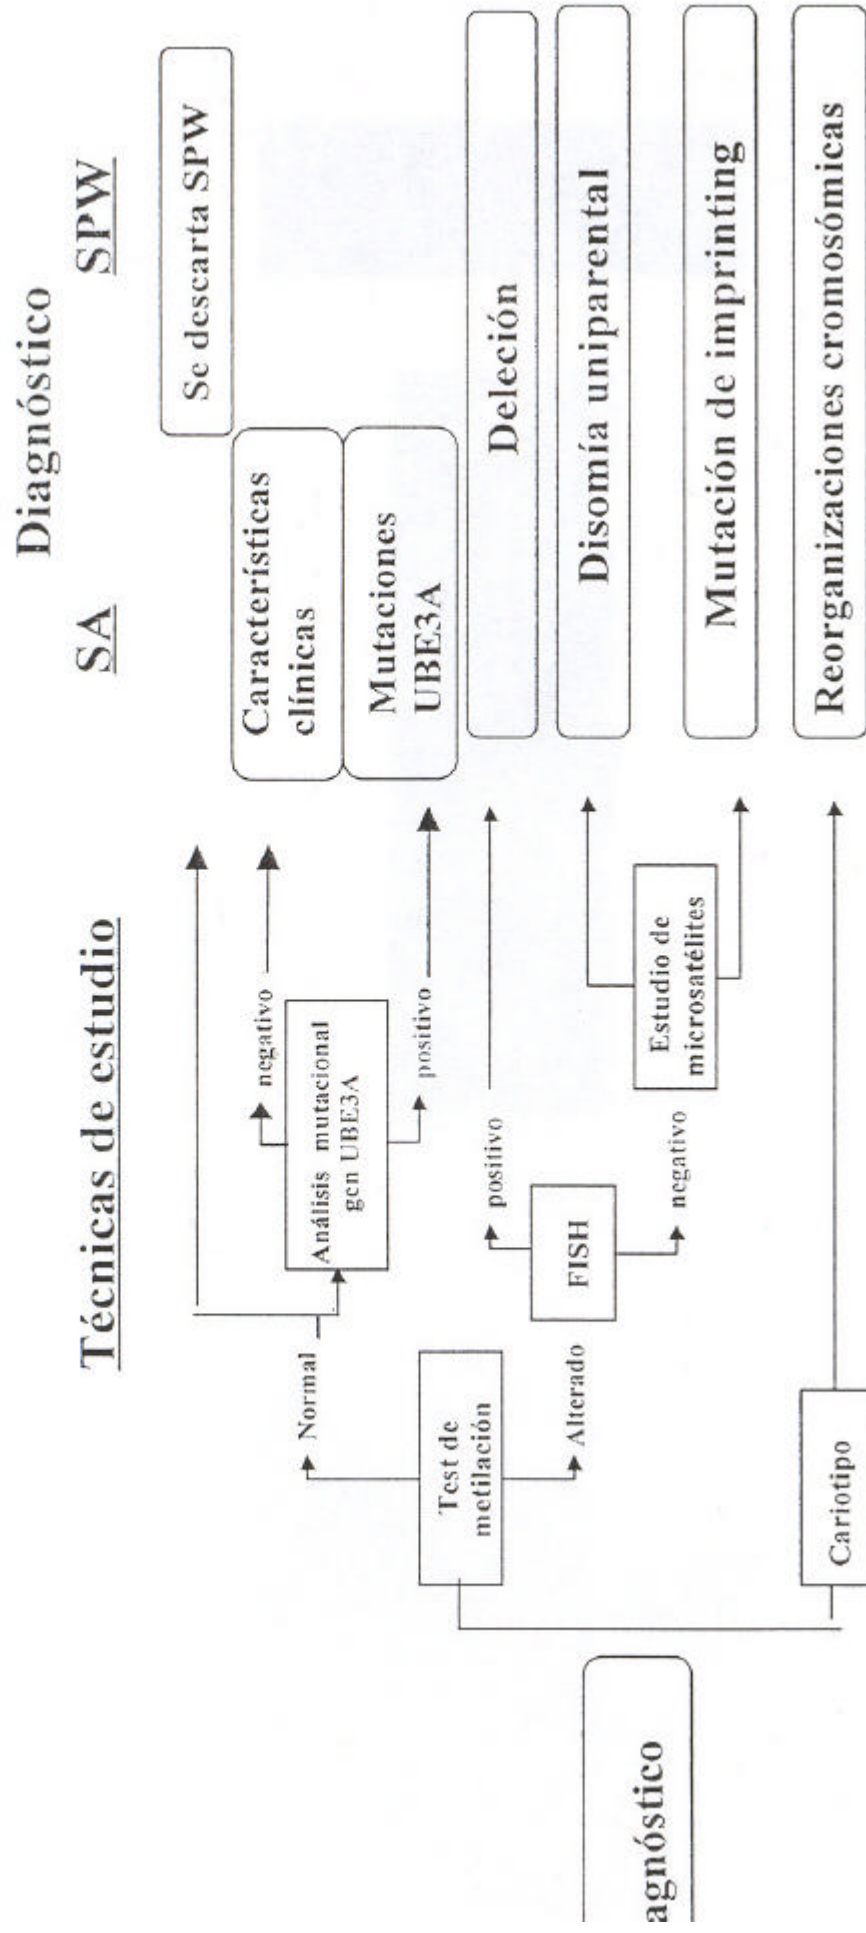 Diagnóstico
Técnicas de estudio
SA
SPW
Se descarta SPW
negativo
Características
clínicas
Normal
Análisis mutacional
gen UBE3A
positivo
Mutaciones
UBE3A
Test de
metilación
positivo
Deleción
Alterado
FISH
Disomía uniparental
negativo
Estudio de
microsatélites
Mutación de imprinting
agnóstico
Cariotipo
Reorganizaciones cromosómicas